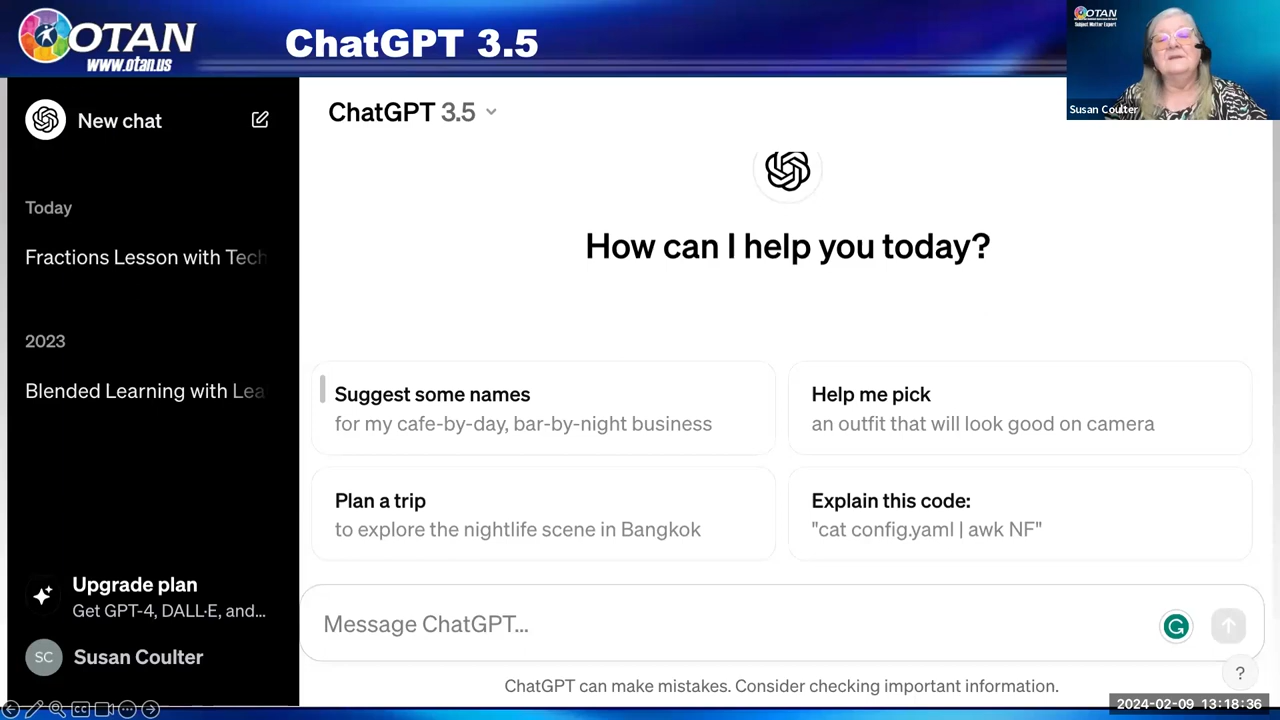 OTAN
www.otan.us
ChatGPT 3.5
OTAN
Subject Matter Expert
Susan Coulter
New chat
Today
Fractions Lesson with Tech
2023
Blended Learning with Lea
Upgrade plan
Get GPT-4, DALL·E, and...
SC
Susan Coulter
ChatGPT 3.5
How can I help you today?
Suggest some names
for my cafe-by-day, bar-by-night business
Help me pick
an outfit that will look good on camera
Plan a trip
to explore the nightlife scene in Bangkok
Explain this code:
"cat config.yaml | awk NF"
Message ChatGPT...
ChatGPT can make mistakes. Consider checking important information.
?
CC
2024-02-09 13:18:36